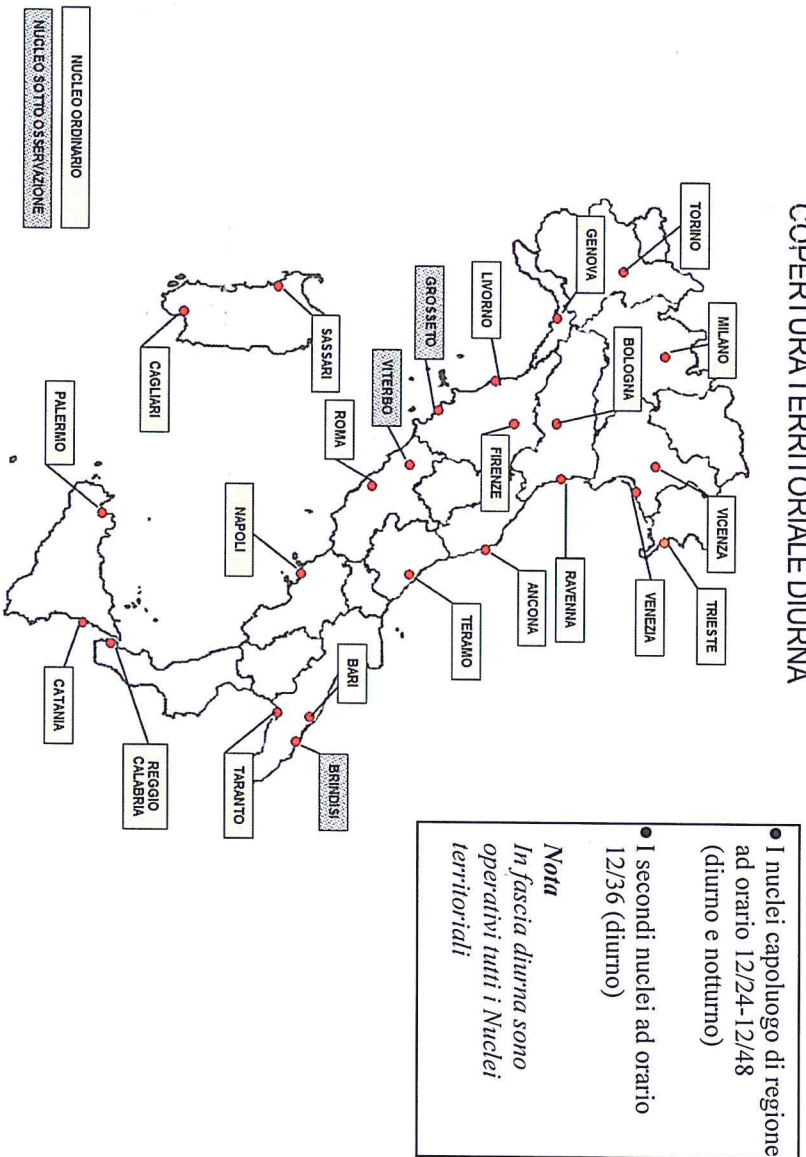 COPERTURA TERRITORIALE DIURNA
TORINO
MILANO
VICENZA
TRIESTE
GENOVA
BOLOGNA
VENEZIA
LIVORNO
RAVENNA
GROSSETO
FIRENZE
ANCONA
VITERBO
TERAMO
ROMA
SASSARI
CAGLIARI
NAPOLI
BARI
BRINDISI
TARANTO
PALERMO
REGGIO
CALABRIA
CATANIA
NUCLEO ORDINARIO
NUCLEO SOTTO OSSERVAZIONE
• I nuclei capoluogo di regione
ad orario 12/24-12/48
(diurno e notturno)
• I secondi nuclei ad orario
12/36 (diurno)
Nota
In fascia diurna sono
operativi tutti i Nuclei
territoriali